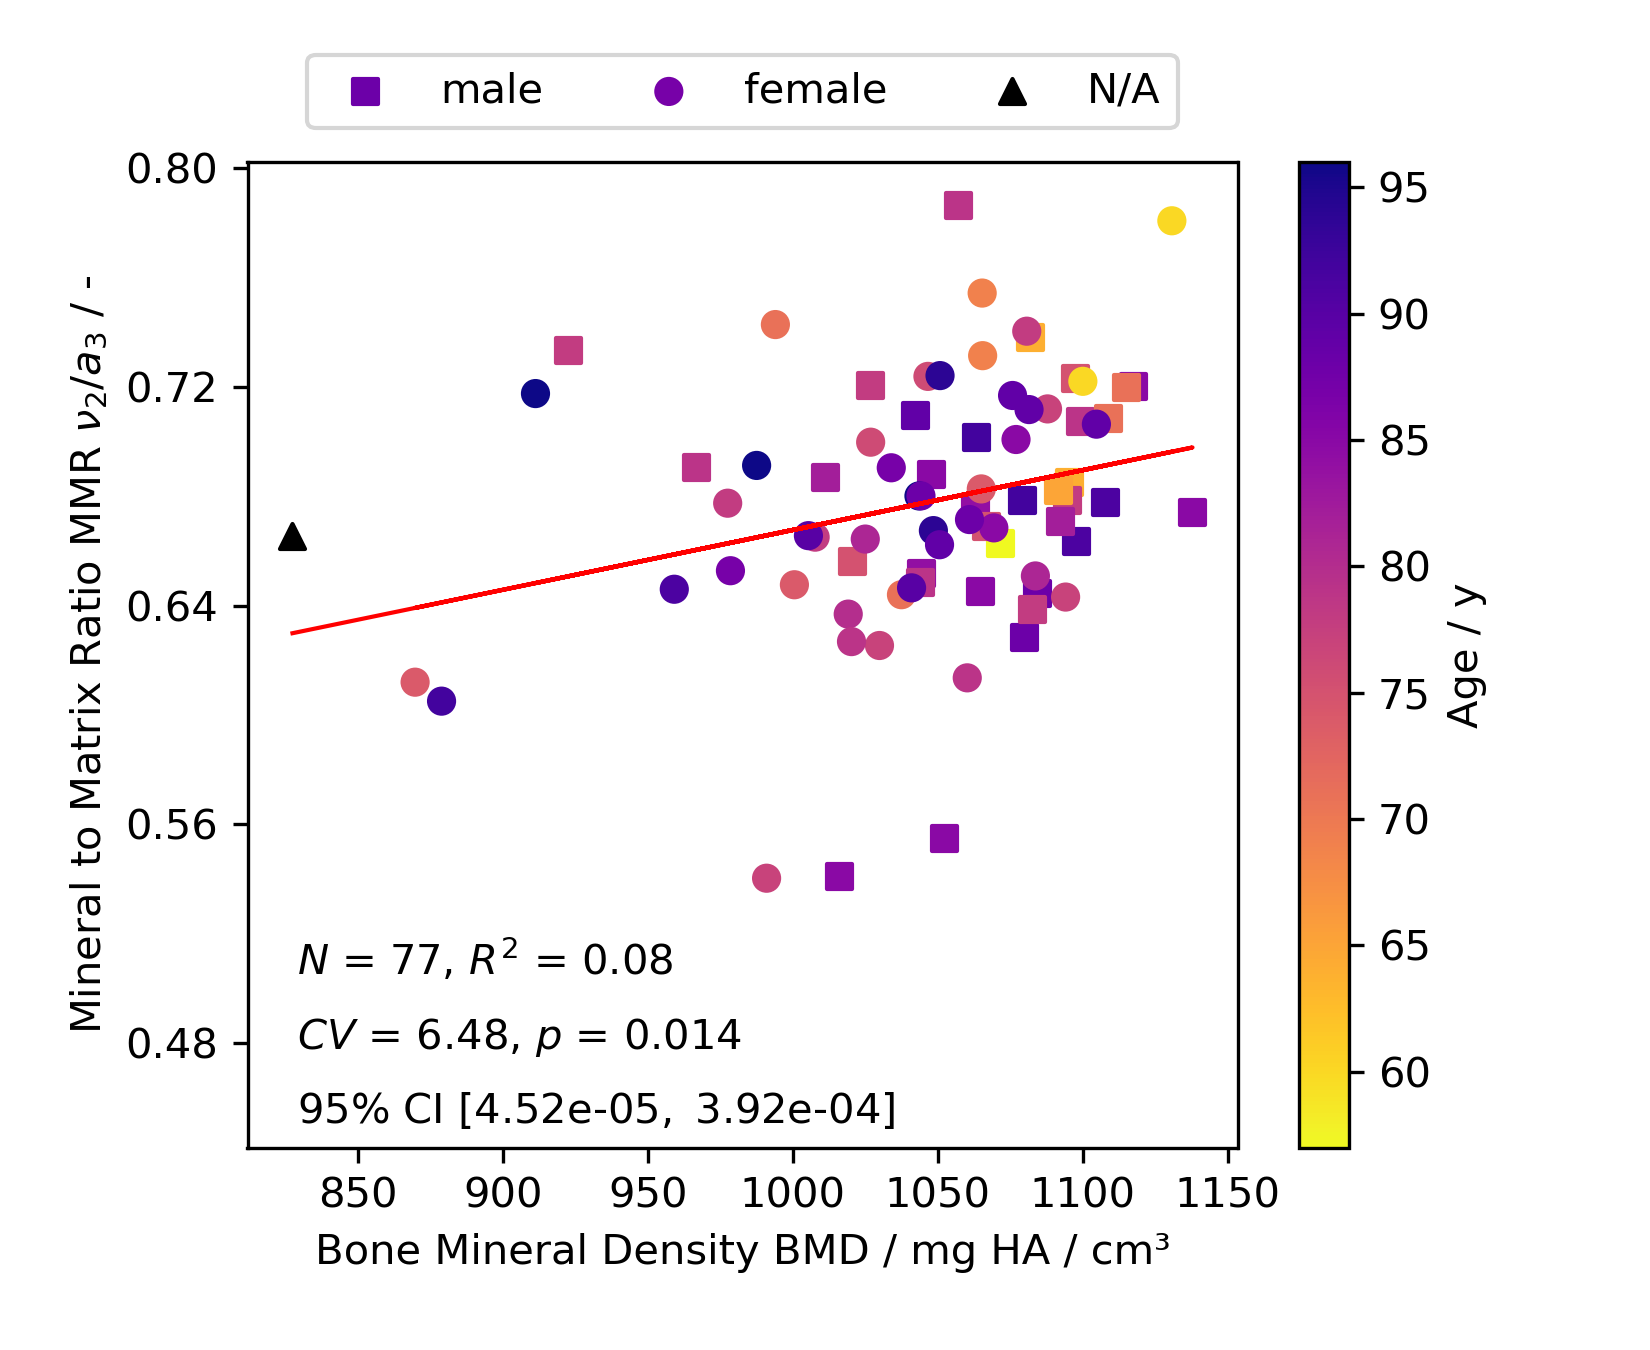 male female N/A
0.80
0.72
0.64
0.56
0.48
Mineral to Matrix Ratio MMR ν₂/a₃ / -
N = 77, R² = 0.08
CV = 6.48, p = 0.014
95% CI [4.52e-05, 3.92e-04]
850 900 950 1000 1050 1100 1150
Bone Mineral Density BMD / mg HA / cm³
95
90
85
80
75
70
65
60
Age / y